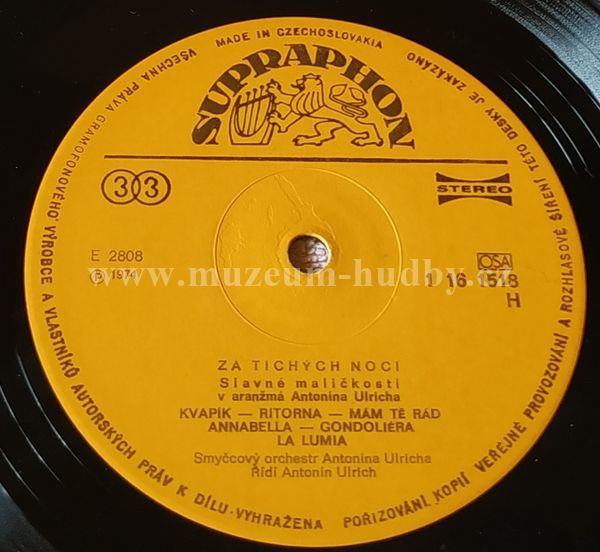 MADE IN CZECHOSLOVAKIA
VŠECHNA PRÁVA GRAMOFONOVÉHO VÝROBCE A VLASTNÍKŮ AUTORSKÝCH PRÁV K DÍLU·VYHRAŽENA POŘIZOVÁNÍ KOPIÍ VEŘEJNÉ PROVOZOVÁNÍ A ROZHLASOVÉ ŠÍŘENÍ TÉTO DESKY JE ZAKÁZÁNO
SUPRAPHON
33
STEREO
E 2808
OSA
℗ 1974
1 16 1518
H
www.muzeum-hudby.cz
ZA TICHÝCH NOCÍ
Slavné maličkosti
v aranžmá Antonína Ulricha
KVAPÍK — RITORNA — MÁM TĚ RÁD
ANNABELLA — GONDOLIÉRA
LA LUMIA
Smyčcový orchestr Antonína Ulricha
Řídí Antonín Ulrich